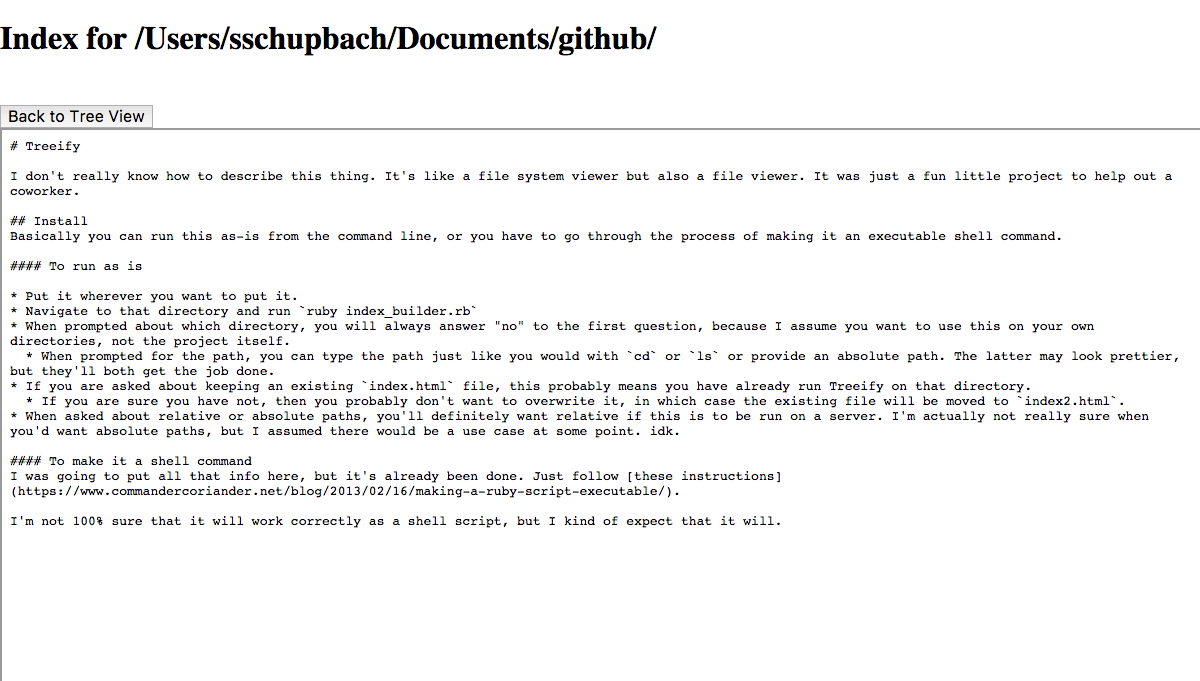 Index for /Users/sschupbach/Documents/github/
Back to Tree View
# Treeify
I don't really know how to describe this thing. It's like a file system viewer but also a file viewer. It was just a fun little project to help out a
coworker.
## Install
Basically you can run this as-is from the command line, or you have to go through the process of making it an executable shell command.
#### To run as is
* Put it wherever you want to put it.
* Navigate to that directory and run `ruby index_builder.rb`
* When prompted about which directory, you will always answer "no" to the first question, because I assume you want to use this on your own
directories, not the project itself.
  * When prompted for the path, you can type the path just like you would with `cd` or `ls` or provide an absolute path. The latter may look prettier,
but they'll both get the job done.
* If you are asked about keeping an existing `index.html` file, this probably means you have already run Treeify on that directory.
  * If you are sure you have not, then you probably don't want to overwrite it, in which case the existing file will be moved to `index2.html`.
* When asked about relative or absolute paths, you'll definitely want relative if this is to be run on a server. I'm actually not really sure when
you'd want absolute paths, but I assumed there would be a use case at some point. idk.
#### To make it a shell command
I was going to put all that info here, but it's already been done. Just follow [these instructions]
(https://www.commandercoriander.net/blog/2013/02/16/making-a-ruby-script-executable/).
I'm not 100% sure that it will work correctly as a shell script, but I kind of expect that it will.